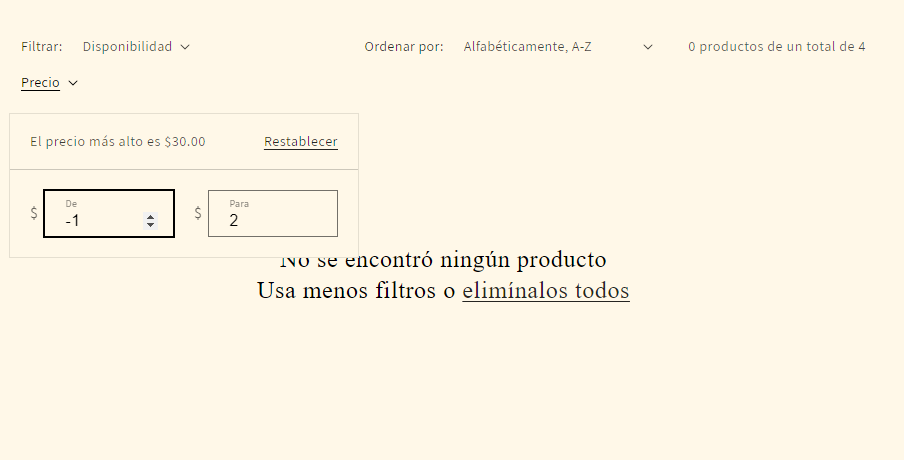 Filtrar: Disponibilidad Ordenar por: Alfabéticamente, A-Z 0 productos de un total de 4
Precio
El precio más alto es $30.00 Restablecer
$ De -1 $ Para 2
No se encontró ningún producto
Usa menos filtros o elimínalos todos